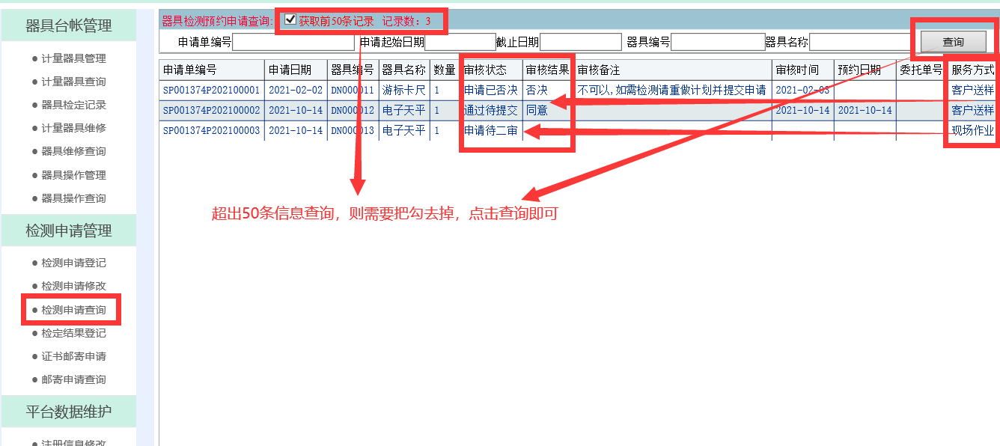 器具台帐管理
计量器具管理
计量器具查询
器具检定记录
计量器具维修
器具维修查询
器具操作管理
器具操作查询
检测申请管理
检测申请登记
检测申请修改
检测申请查询
检定结果登记
证书邮寄申请
邮寄申请查询
平台数据维护
注册信息修改
器具检测预约申请查询: 获取前50条记录 记录数: 3
申请单编号 申请起始日期 截止日期 器具编号 器具名称 查询
申请单编号 申请日期 器具编号 器具名称 数量 审核状态 审核结果 审核备注 审核时间 预约日期 委托单号 服务方式
SP001374P202100001 2021-02-02 DN000011 游标卡尺 1 申请已否决 否决 不可以,如需检测请重做计划并提交申请 2021-02-03 客户送样
SP001374P202100002 2021-10-14 DN000012 电子天平 1 通过待提交 同意 2021-10-14 2021-10-14 客户送样
SP001374P202100003 2021-10-14 DN000013 电子天平 1 申请待二审 现场作业
超出50条信息查询，则需要把勾去掉，点击查询即可